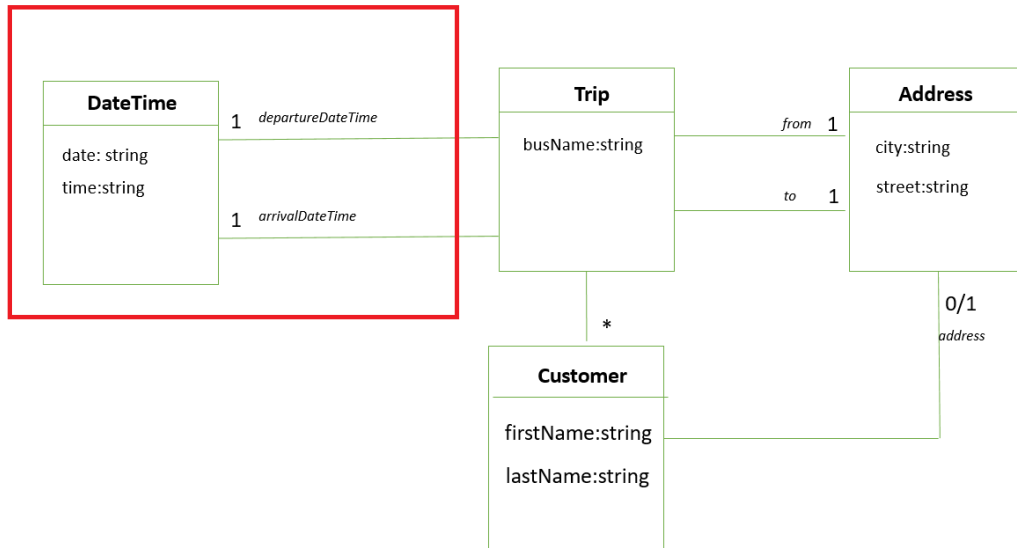 DateTime
date: string
time:string
1 departureDateTime
1 arrivalDateTime
Trip
busName:string
from 1
to 1
Address
city:string
street:string
0/1
address
*
Customer
firstName:string
lastName:string